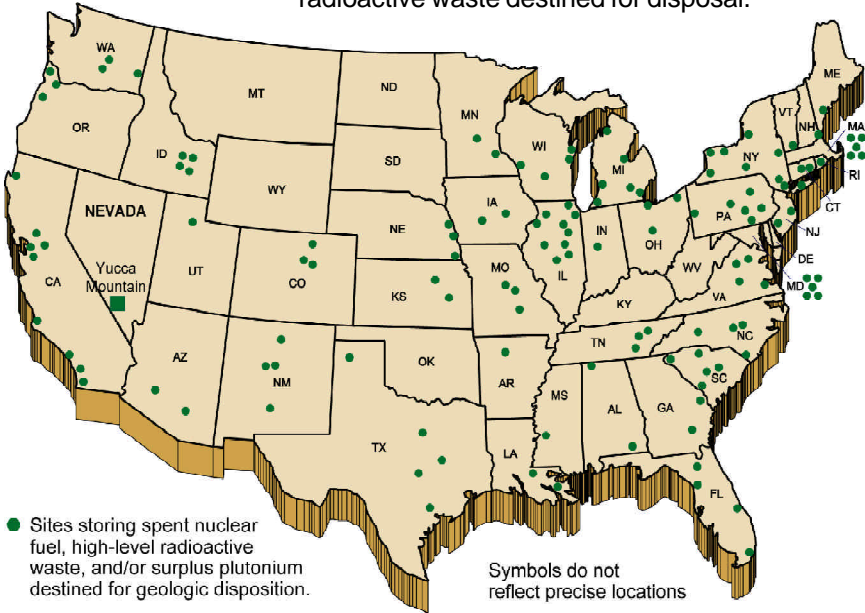 radioactive waste destined for disposal.
WA
MT
ND
MN
ME
VT
NH
MA
OR
ID
SD
WI
MI
NY
RI
WY
CT
NEVADA
IA
PA
NE
NJ
Yucca
Mountain
UT
CO
IL
IN
OH
DE
CA
KS
MO
WV
MD
VA
KY
AZ
NM
OK
TN
NC
AR
SC
MS
AL
GA
TX
LA
FL
Sites storing spent nuclear
fuel, high-level radioactive
waste, and/or surplus plutonium
destined for geologic disposition.
Symbols do not
reflect precise locations